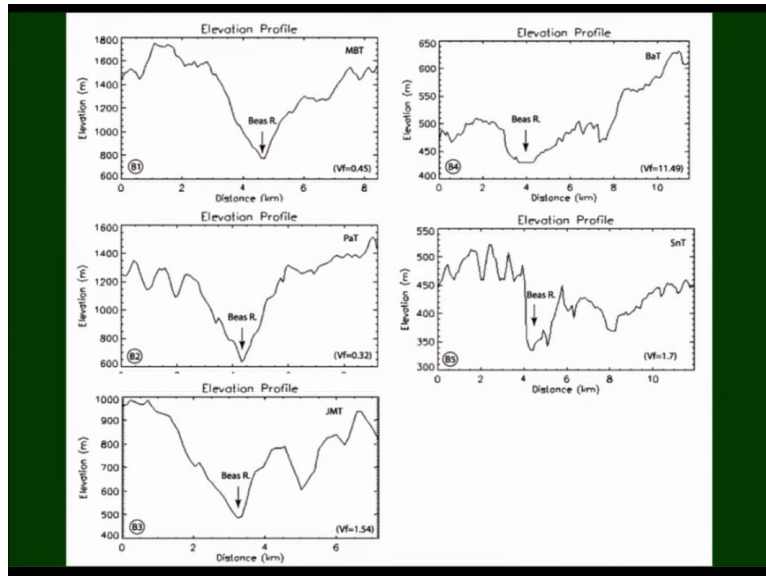 Elevation Profile
1800
1600
1400
1200
1000
800
600
Elevation (m)
MBT
Beas R.
B1
(Vf=0.45)
0 2 4 6 8
Distance (km)
Elevation Profile
1600
1400
1200
1000
800
600
Elevation (m)
PaT
Beas R.
B2
(Vf=0.32)
Elevation Profile
1000
900
800
700
600
500
400
Elevation (m)
JMT
Beas R.
B3
(Vf=1.54)
0 2 4 6
Distance (km)
Elevation Profile
650
600
550
500
450
400
Elevation (m)
BaT
Beas R.
B4
(Vf=11.49)
0 2 4 6 8 10
Distance (km)
Elevation Profile
550
500
450
400
350
300
Elevation (m)
SnT
Beas R.
B5
(Vf=1.7)
0 2 4 6 8 10
Distance (km)